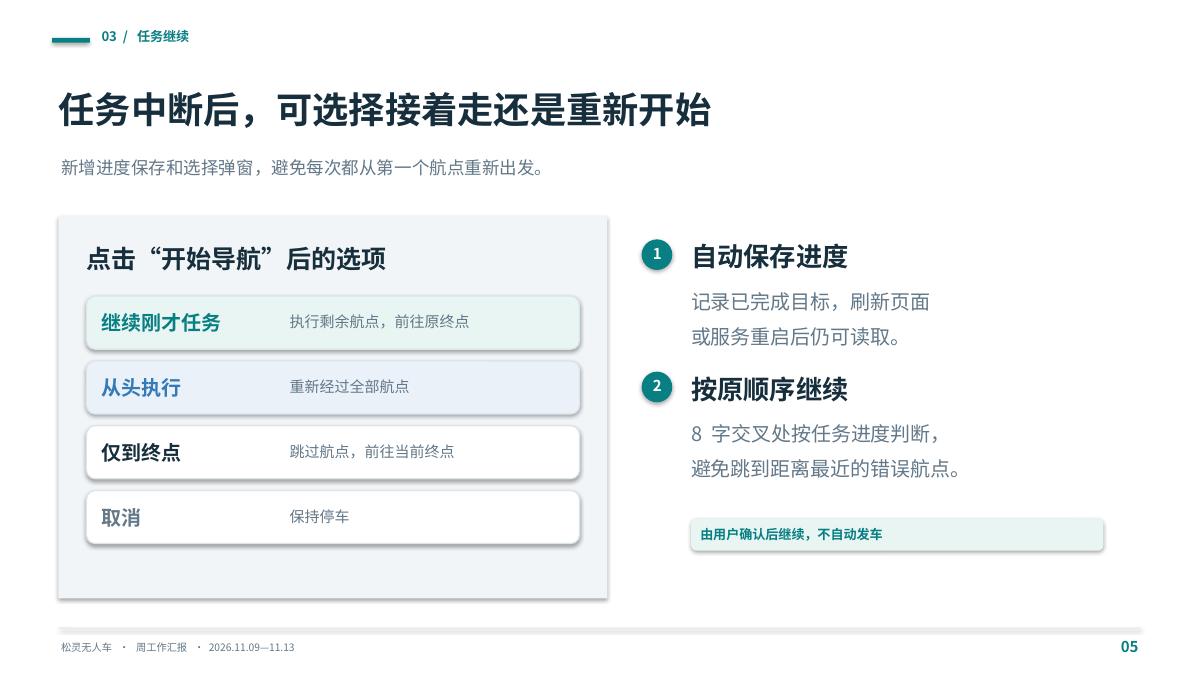 03 / 任务继续
任务中断后，可选择接着走还是重新开始
新增进度保存和选择弹窗，避免每次都从第一个航点重新出发。
点击“开始导航”后的选项
继续刚才任务 执行剩余航点，前往原终点
从头执行 重新经过全部航点
仅到终点 跳过航点，前往当前终点
取消 保持停车
1 自动保存进度
记录已完成目标，刷新页面
或服务重启后仍可读取。
2 按原顺序继续
8 字交叉处按任务进度判断，
避免跳到距离最近的错误航点。
由用户确认后继续，不自动发车
松灵无人车 · 周工作汇报 · 2026.11.09—11.13
05